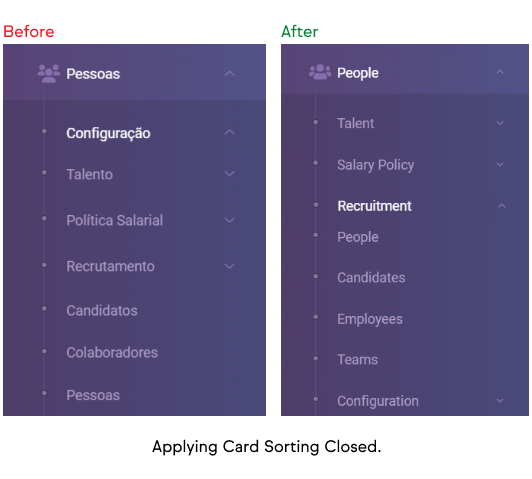 Before
Pessoas
Configuração
Talento
Política Salarial
Recrutamento
Candidatos
Colaboradores
Pessoas
After
People
Talent
Salary Policy
Recruitment
People
Candidates
Employees
Teams
Configuration
Applying Card Sorting Closed.